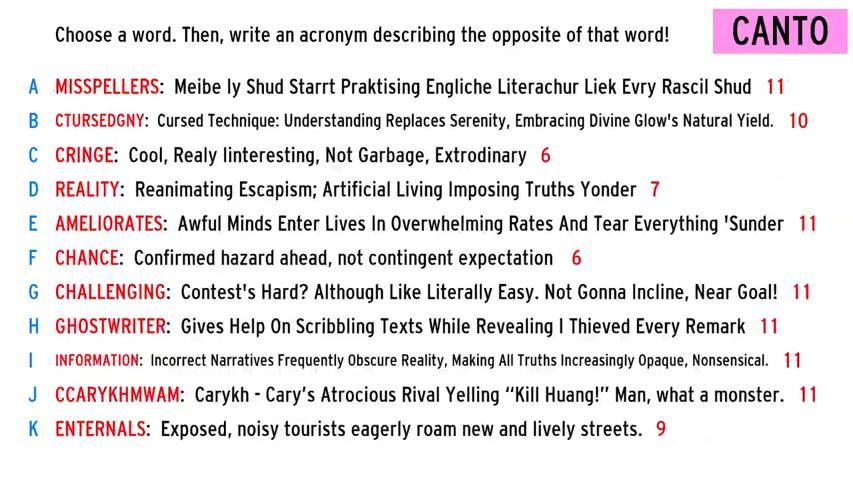 Choose a word. Then, write an acronym describing the opposite of that word!
CANTO
A MISSPELLERS: Meibe Iy Shud Starrt Praktising Engliche Literachur Liek Evry Rascil Shud 11
B CTURSEDGNY: Cursed Technique: Understanding Replaces Serenity, Embracing Divine Glow's Natural Yield. 10
C CRINGE: Cool, Realy Iinteresting, Not Garbage, Extrodinary 6
D REALITY: Reanimating Escapism; Artificial Living Imposing Truths Yonder 7
E AMELIORATES: Awful Minds Enter Lives In Overwhelming Rates And Tear Everything 'Sunder 11
F CHANCE: Confirmed hazard ahead, not contingent expectation 6
G CHALLENGING: Contest's Hard? Although Like Literally Easy. Not Gonna Incline, Near Goal! 11
H GHOSTWRITER: Gives Help On Scribbling Texts While Revealing I Thieved Every Remark 11
I INFORMATION: Incorrect Narratives Frequently Obscure Reality, Making All Truths Increasingly Opaque, Nonsensical. 11
J CCARYKHMWAM: Carykh - Cary's Atrocious Rival Yelling “Kill Huang!” Man, what a monster. 11
K ENTERNALS: Exposed, noisy tourists eagerly roam new and lively streets. 9